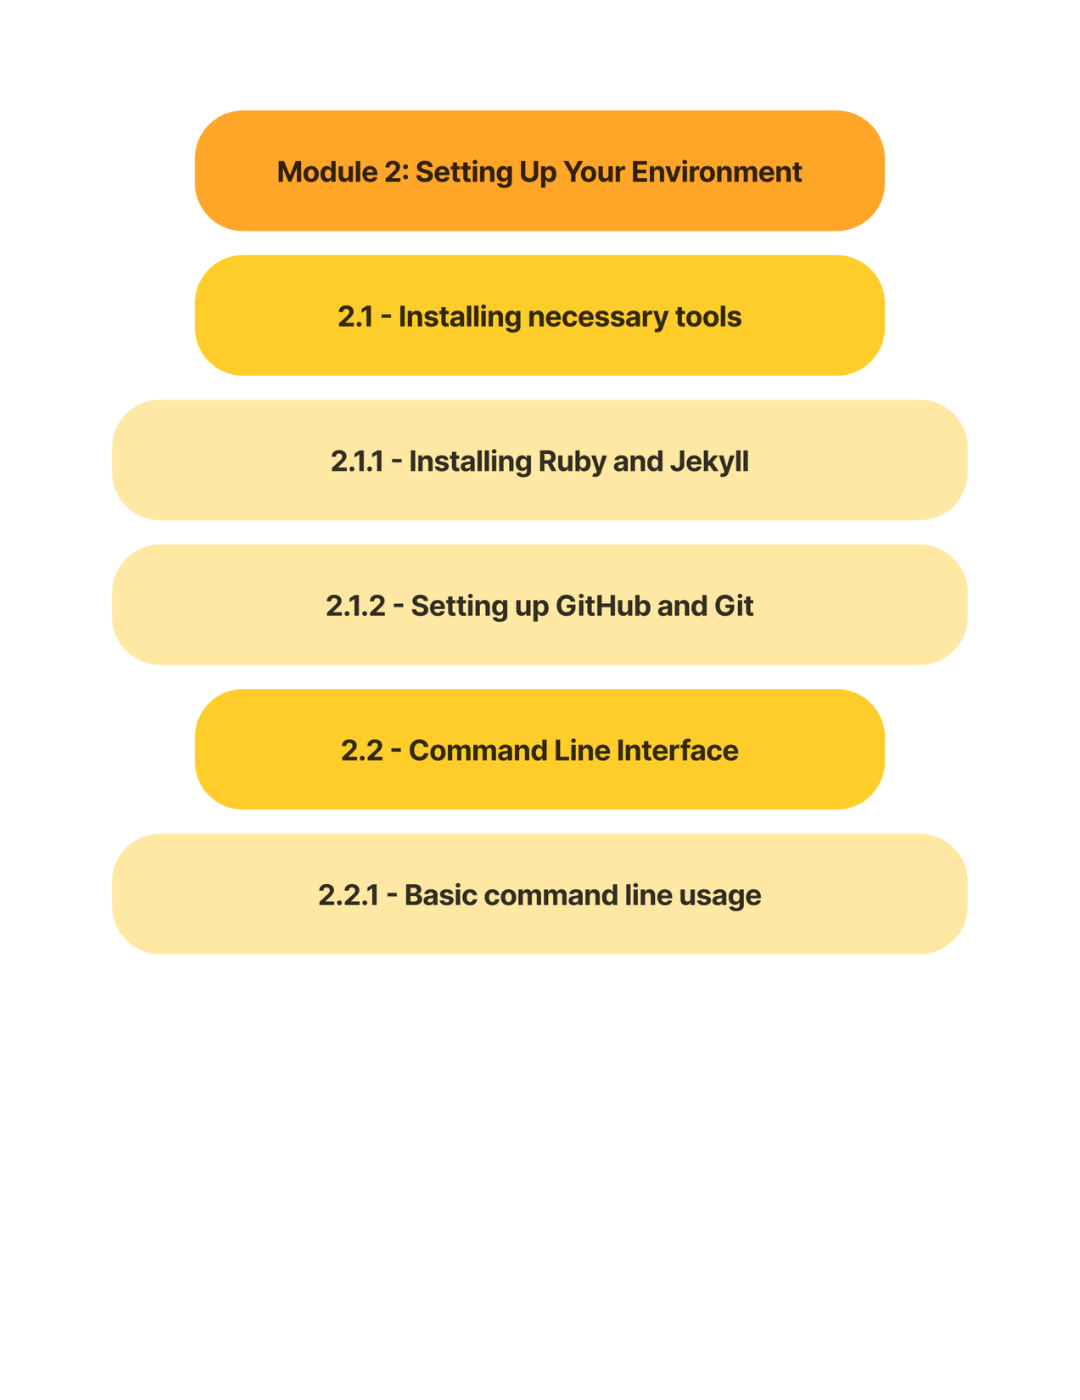 Module 2: Setting Up Your Environment
2.1 - Installing necessary tools
2.1.1 - Installing Ruby and Jekyll
2.1.2 - Setting up GitHub and Git
2.2 - Command Line Interface
2.2.1 - Basic command line usage